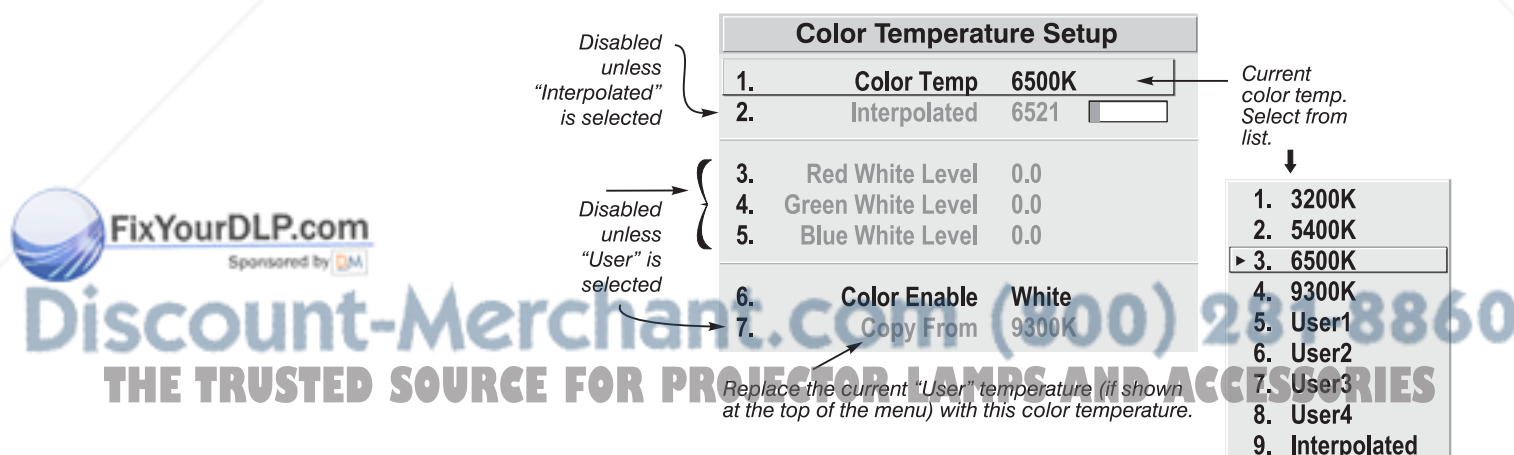 Color Temperature Setup
1. Color Temp 6500K
2. Interpolated 6521
3. Red White Level 0.0
4. Green White Level 0.0
5. Blue White Level 0.0
6. Color Enable White
7. Copy From 9300K
Disabled
unless
“Interpolated”
is selected
Disabled
unless
“User” is
selected
Current
color temp.
Select from
list.
1. 3200K
2. 5400K
3. 6500K
4. 9300K
5. User1
6. User2
7. User3
8. User4
9. Interpolated
Replace the current “User” temperature (if shown
at the top of the menu) with this color temperature.
FixYourDLP.com
Sponsored by DM
Discount-Merchant.com (800) 8860
THE TRUSTED SOURCE FOR PROJECTOR LAMPS AND ACCESSORIES